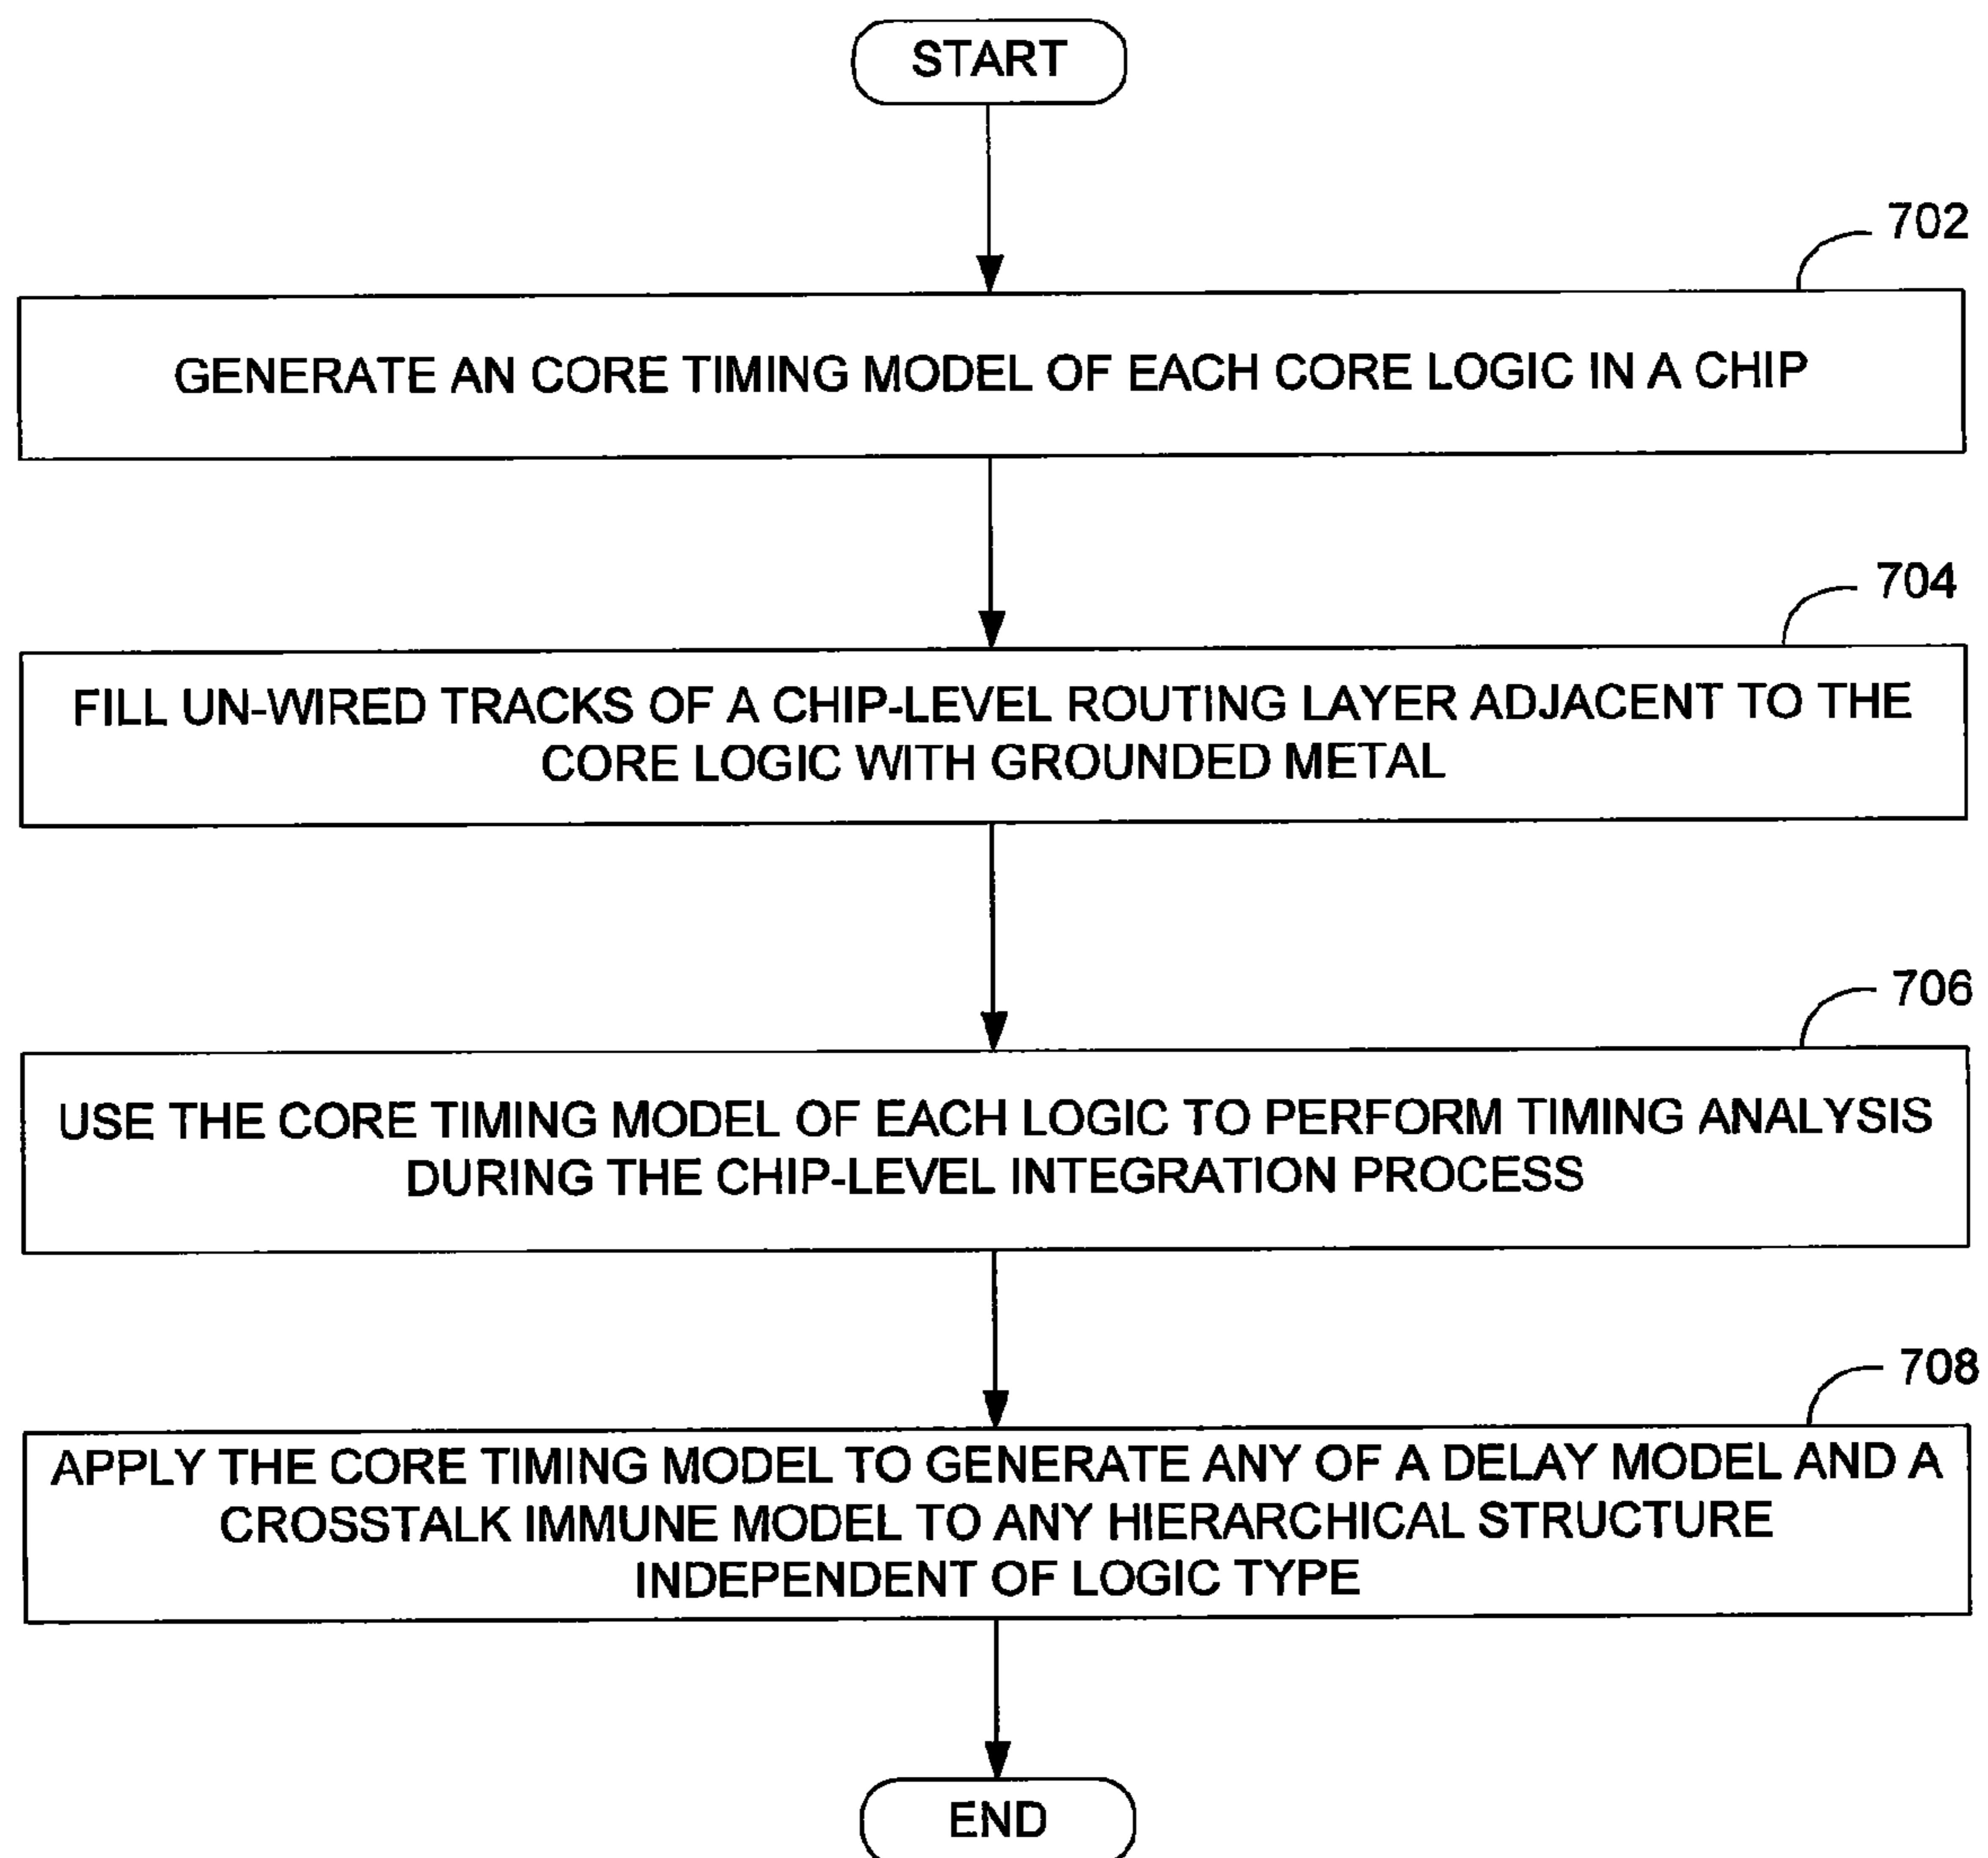 START
702
GENERATE AN CORE TIMING MODEL OF EACH CORE LOGIC IN A CHIP
704
FILL UN-WIRED TRACKS OF A CHIP-LEVEL ROUTING LAYER ADJACENT TO THE
CORE LOGIC WITH GROUNDED METAL
706
USE THE CORE TIMING MODEL OF EACH LOGIC TO PERFORM TIMING ANALYSIS
DURING THE CHIP-LEVEL INTEGRATION PROCESS
708
APPLY THE CORE TIMING MODEL TO GENERATE ANY OF A DELAY MODEL AND A
CROSSTALK IMMUNE MODEL TO ANY HIERARCHICAL STRUCTURE
INDEPENDENT OF LOGIC TYPE
END